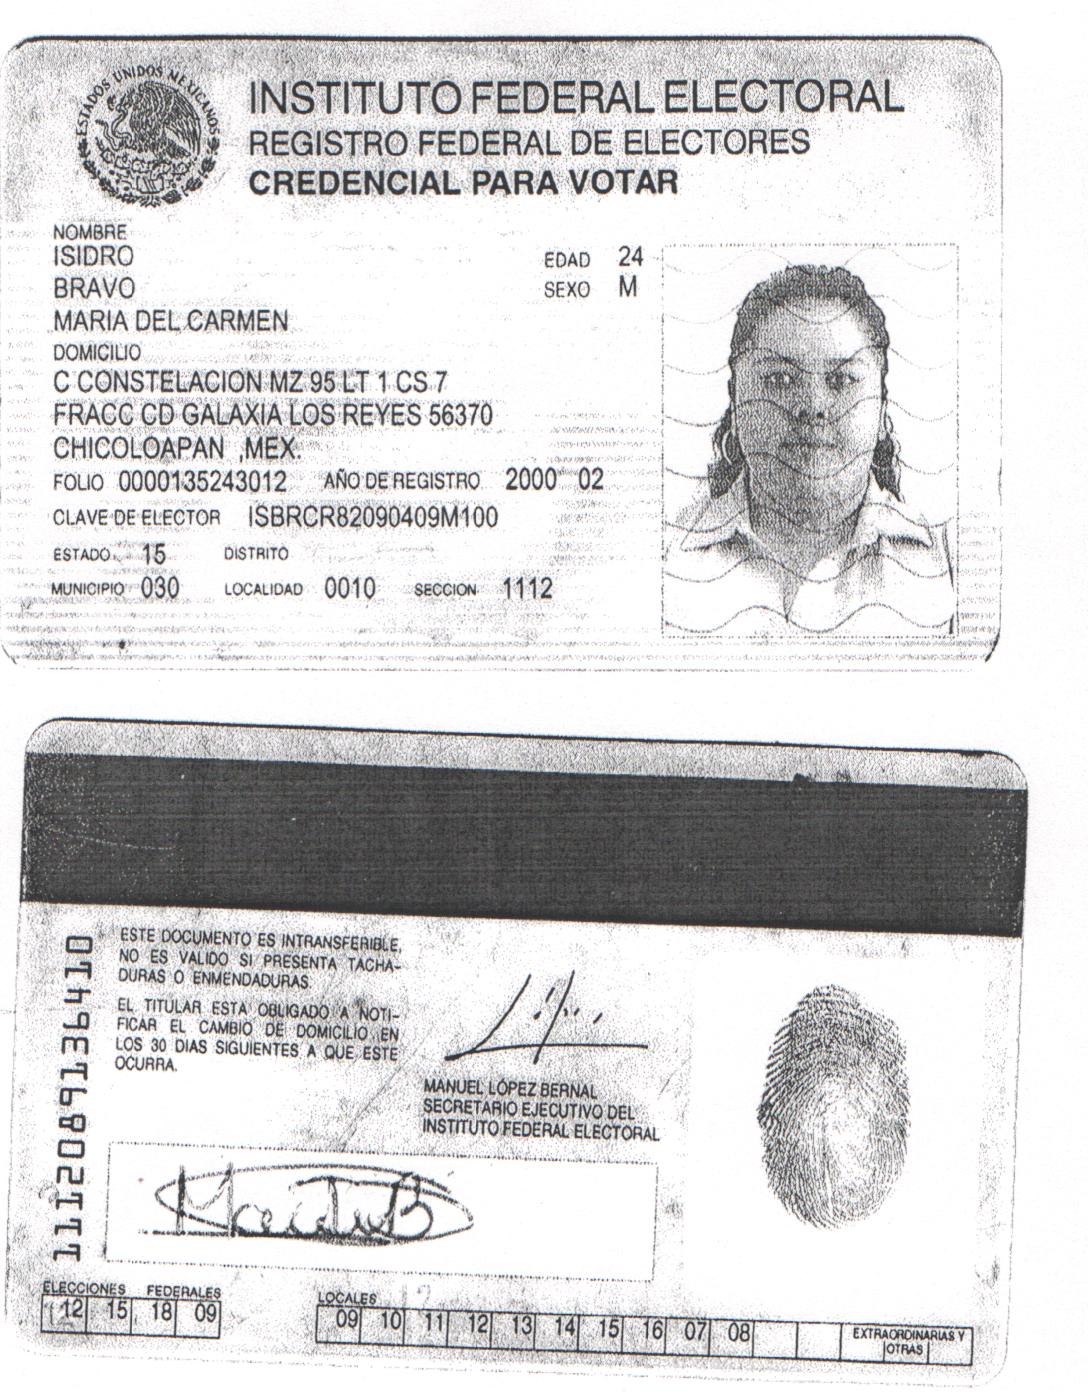 ESTADOS UNIDOS MEXICANOS
INSTITUTO FEDERAL ELECTORAL
REGISTRO FEDERAL DE ELECTORES
CREDENCIAL PARA VOTAR
NOMBRE
ISIDRO
BRAVO
MARIA DEL CARMEN
EDAD 24
SEXO M
DOMICILIO
C CONSTELACION MZ 95 LT 1 CS 7
FRACC CD GALAXIA LOS REYES 56370
CHICOLOAPAN ,MEX.
FOLIO 0000135243012 AÑO DE REGISTRO 2000 02
CLAVE DE ELECTOR ISBRCR82090409M100
ESTADO 15 DISTRITO
MUNICIPIO 030 LOCALIDAD 0010 SECCION 1112
ESTE DOCUMENTO ES INTRANSFERIBLE,
NO ES VALIDO SI PRESENTA TACHA-
DURAS O ENMENDADURAS.
EL TITULAR ESTA OBLIGADO A NOTI-
FICAR EL CAMBIO DE DOMICILIO EN
LOS 30 DIAS SIGUIENTES A QUE ESTE
OCURRA.
1112089136410
MANUEL LÓPEZ BERNAL
SECRETARIO EJECUTIVO DEL
INSTITUTO FEDERAL ELECTORAL
ELECCIONES FEDERALES
12 15 18 09
LOCALES
09 10 11 12 13 14 15 16 07 08
EXTRAORDINARIAS Y
OTRAS